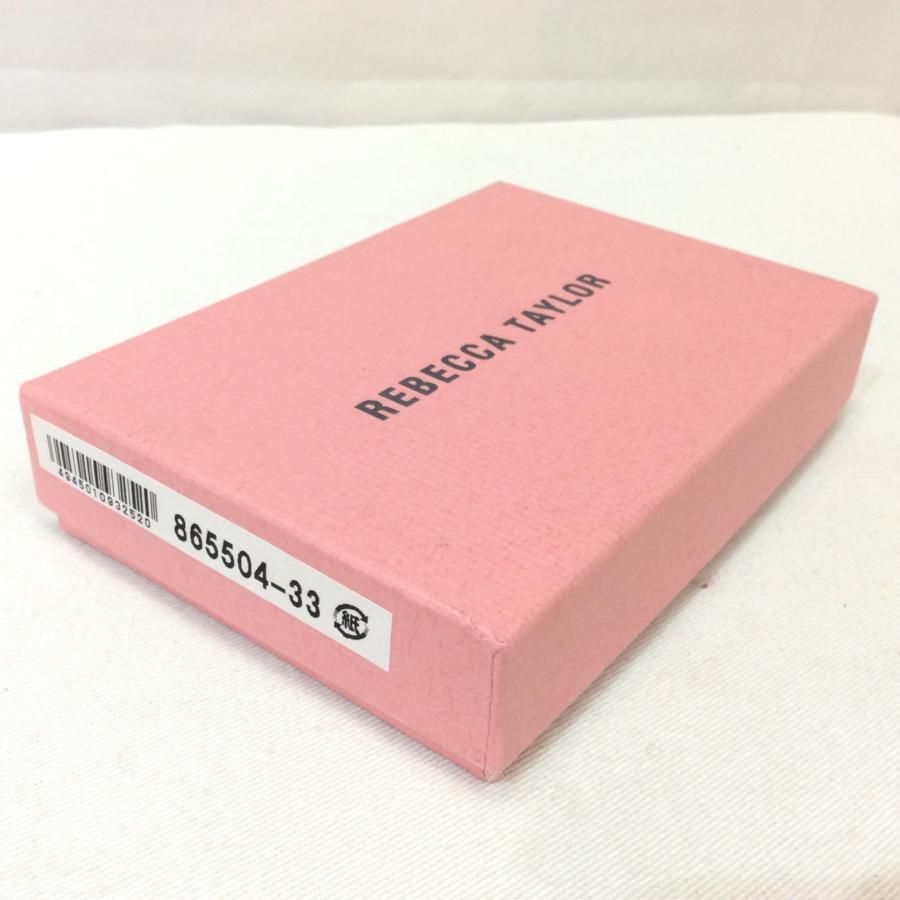 REBECCA TAYLOR
4945010932520
865504-33 紙